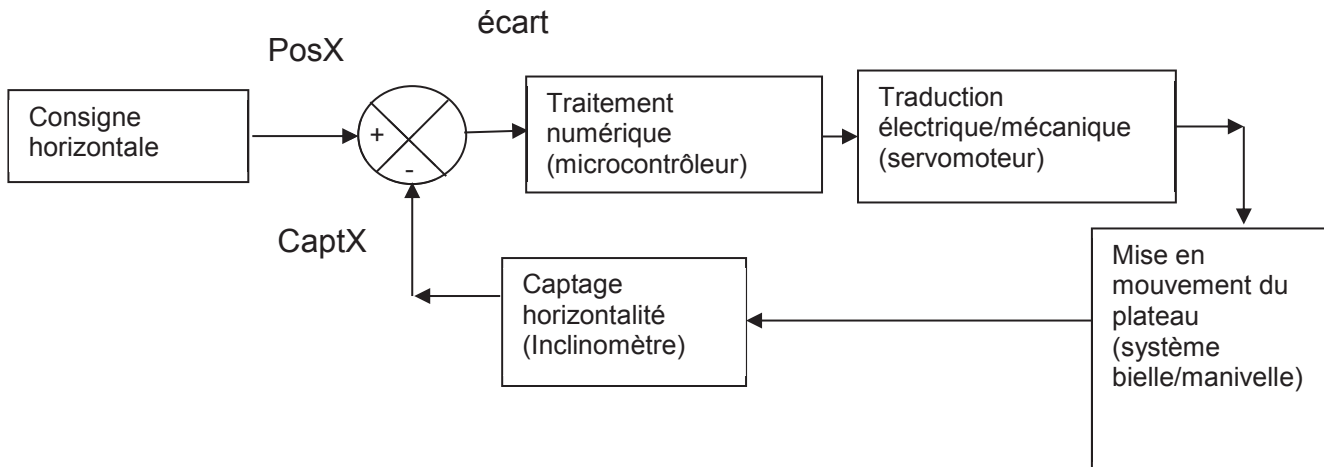 écart
PosX
Consigne
horizontale
+
-
Traitement
numérique
(microcontrôleur)
Traduction
électrique/mécanique
(servomoteur)
CaptX
Captage
horizontalité
(Inclinomètre)
Mise en
mouvement du
plateau
(système
bielle/manivelle)